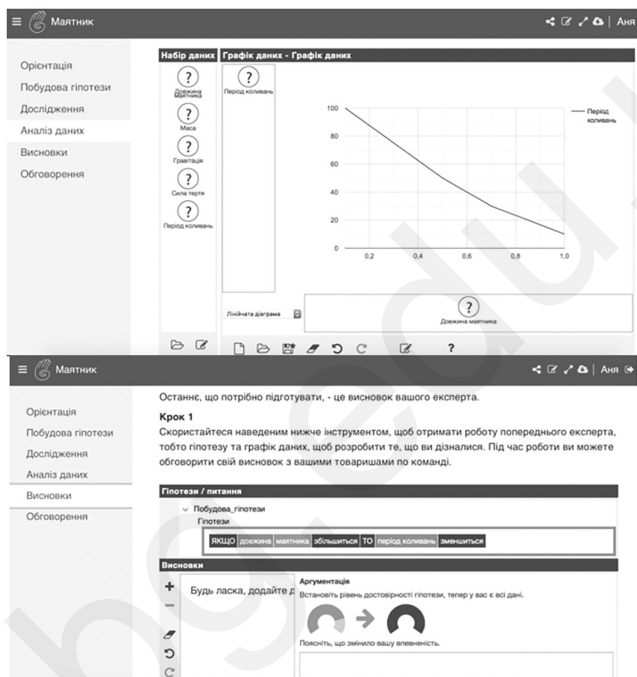 Маятник
Аня
Орієнтація
Побудова гіпотези
Дослідження
Аналіз даних
Висновки
Обговорення
Набір даних
Довжина
маятника
Маса
Гравітація
Сила тертя
Період коливань
Графік даних - Графік даних
Період коливань
100
80
60
40
20
0
0,2
0,4
0,6
0,8
1,0
Період
коливань
Лінійчата діаграма
Довжина маятника
Маятник
Аня
Орієнтація
Побудова гіпотези
Дослідження
Аналіз даних
Висновки
Обговорення
Останнє, що потрібно підготувати, - це висновок вашого експерта.
Крок 1
Скористайтеся наведеним нижче інструментом, щоб отримати роботу попереднього експерта,
тобто гіпотезу та графік даних, щоб розробити те, що ви дізналися. Під час роботи ви можете
обговорити свій висновок з вашими товаришами по команді.
Гіпотези / питання
Побудова_гіпотези
Гіпотези
ЯКЩО довжина маятника збільшиться ТО період коливань зменшиться
Висновки
Будь ласка, додайте д
Аргументація
Встановіть рівень достовірності гіпотези, тепер у вас є всі дані.
Поясніть, що змінило вашу впевненість.